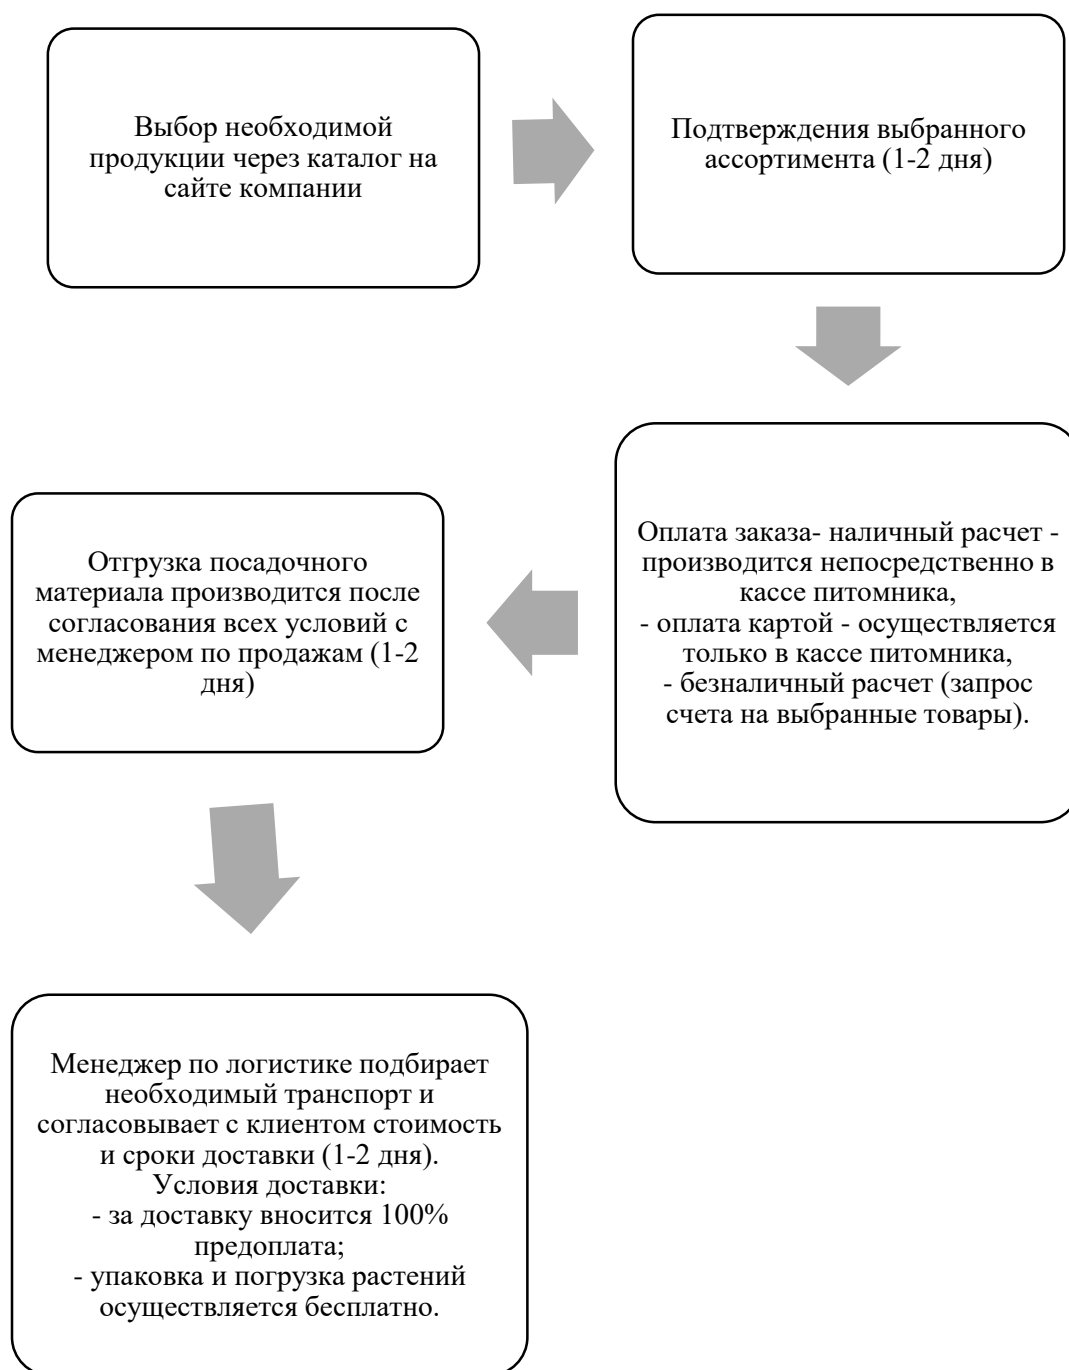 Выбор необходимой
продукции через каталог на
сайте компании
Подтверждения выбранного
ассортимента (1-2 дня)
Оплата заказа- наличный расчет -
производится непосредственно в
кассе питомника,
- оплата картой - осуществляется
только в кассе питомника,
- безналичный расчет (запрос
счета на выбранные товары).
Отгрузка посадочного
материала производится после
согласования всех условий с
менеджером по продажам (1-2
дня)
Менеджер по логистике подбирает
необходимый транспорт и
согласовывает с клиентом стоимость
и сроки доставки (1-2 дня).
Условия доставки:
- за доставку вносится 100%
предоплата;
- упаковка и погрузка растений
осуществляется бесплатно.